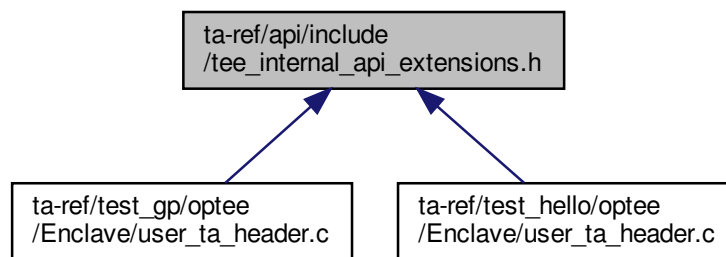 ta-ref/api/include
/tee_internal_api_extensions.h
ta-ref/test_gp/optee
/Enclave/user_ta_header.c
ta-ref/test_hello/optee
/Enclave/user_ta_header.c